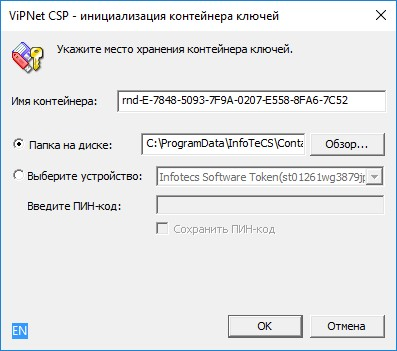 ViPNet CSP - инициализация контейнера ключей
Укажите место хранения контейнера ключей.
Имя контейнера: rnd-E-7848-5093-7F9A-0207-E558-8FA6-7C52
Папка на диске: C:\ProgramData\InfoTeCS\Conta Обзор...
Выберите устройство: Infotecs Software Token(st01261wg3879jp
Введите ПИН-код:
Сохранить ПИН-код
EN
OK Отмена